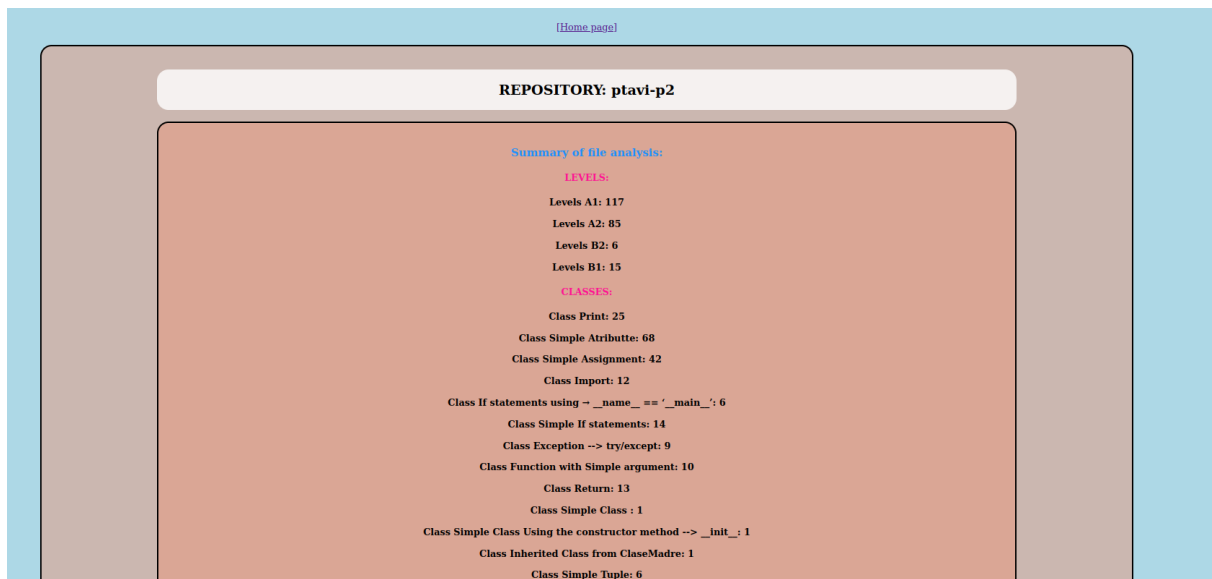 [Home page]
REPOSITORY: ptavi-p2
Summary of file analysis:
LEVELS:
Levels A1: 117
Levels A2: 85
Levels B2: 6
Levels B1: 15
CLASSES:
Class Print: 25
Class Simple Atributte: 68
Class Simple Assignment: 42
Class Import: 12
Class If statements using → __name__ == ‘__main__’: 6
Class Simple If statements: 14
Class Exception --> try/except: 9
Class Function with Simple argument: 10
Class Return: 13
Class Simple Class : 1
Class Simple Class Using the constructor method --> __init__: 1
Class Inherited Class from ClaseMadre: 1
Class Simple Tuple: 6